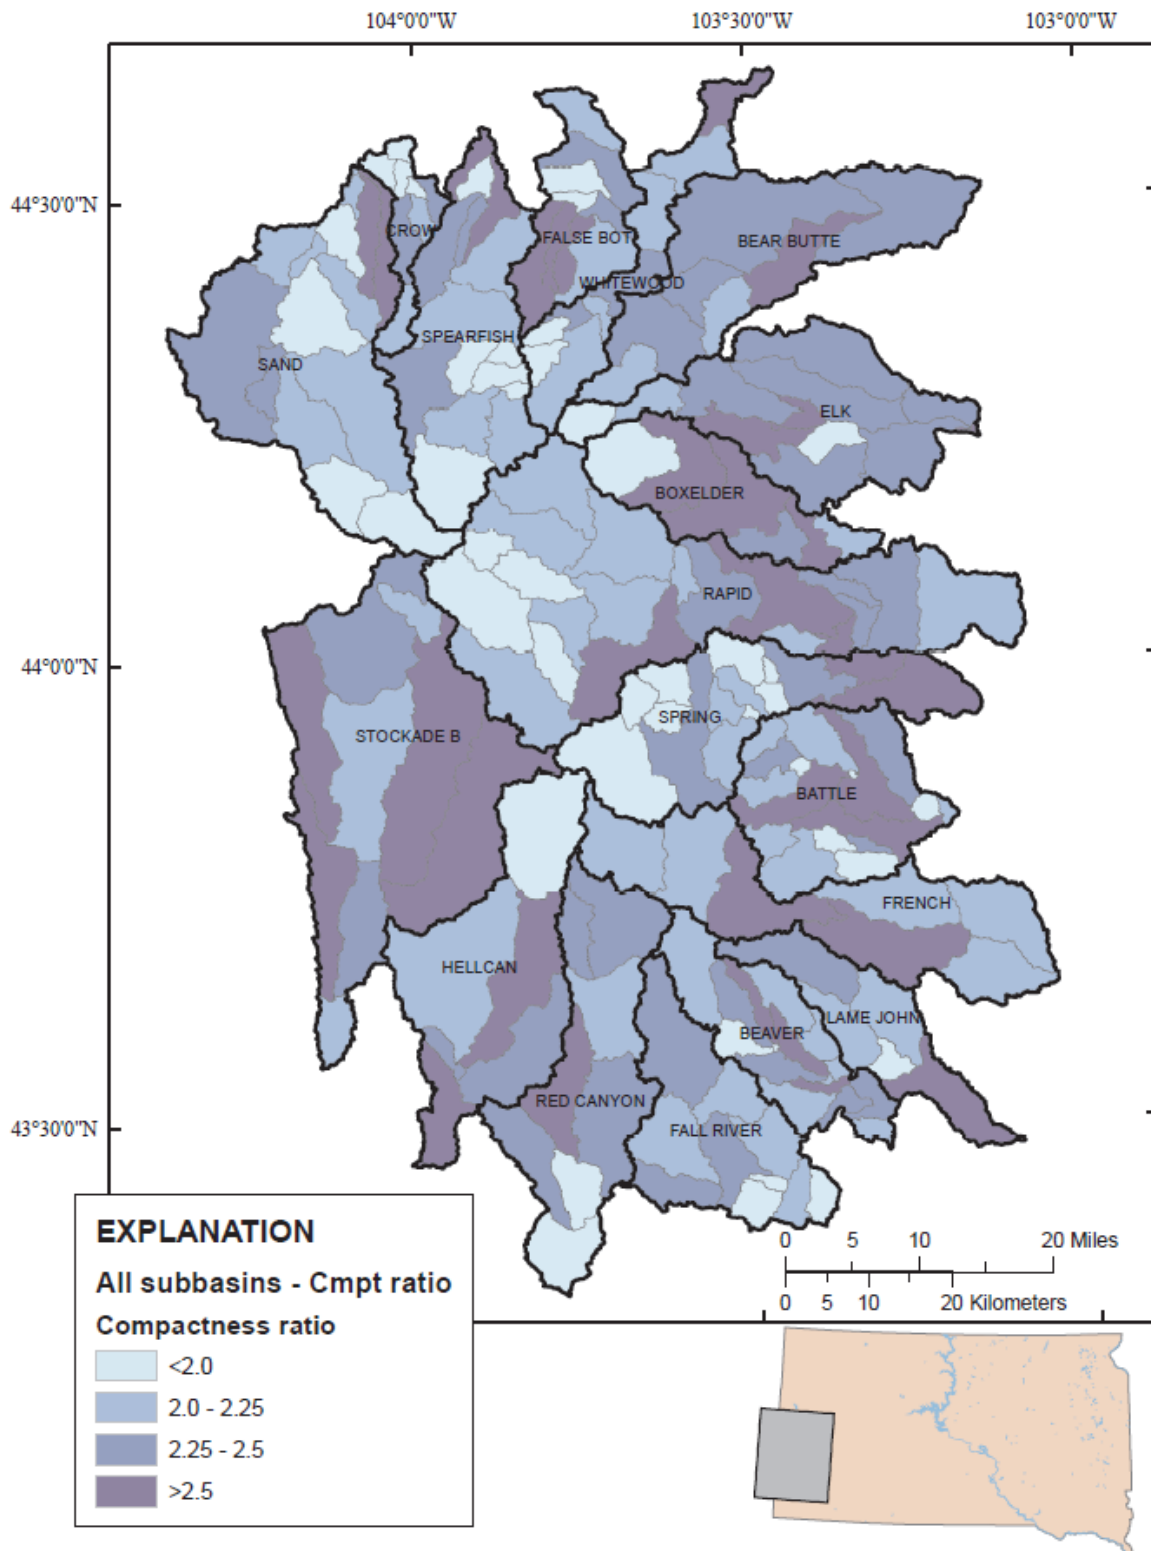 104°0'0"W 103°30'0"W 103°0'0"W
44°30'0"N
CROW
FALSE BOT
BEAR BUTTE
WHITEWOOD
SPEARFISH
SAND
ELK
BOXELDER
RAPID
44°0'0"N
SPRING
STOCKADE B
BATTLE
FRENCH
HELLCAN
LAME JOHN
BEAVER
RED CANYON
43°30'0"N
FALL RIVER
EXPLANATION
All subbasins - Cmpt ratio
Compactness ratio
<2.0
2.0 - 2.25
2.25 - 2.5
>2.5
0 5 10 20 Miles
0 5 10 20 Kilometers